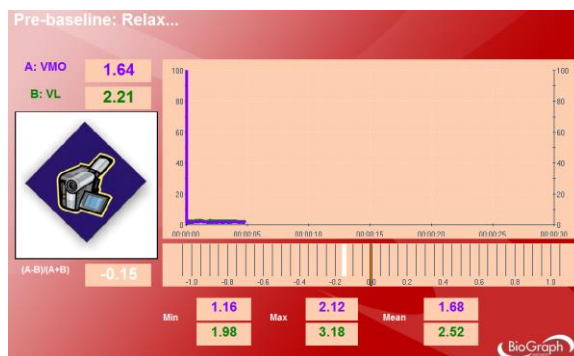 Pre-baseline: Relax...
A: VMO 1.64
B: VL 2.21
100 100
80 80
60 60
40 40
20 20
0 0
00:00:00 00:00:05 00:00:10 00:00:15 00:00:20 00:00:25 00:00:30
(A-B)/(A+B) -0.15
-1.0 -0.8 -0.6 -0.4 -0.2 0.0 0.2 0.4 0.6 0.8 1.0
Min 1.16 Max 2.12 Mean 1.68
1.98 3.18 2.52
BioGraph